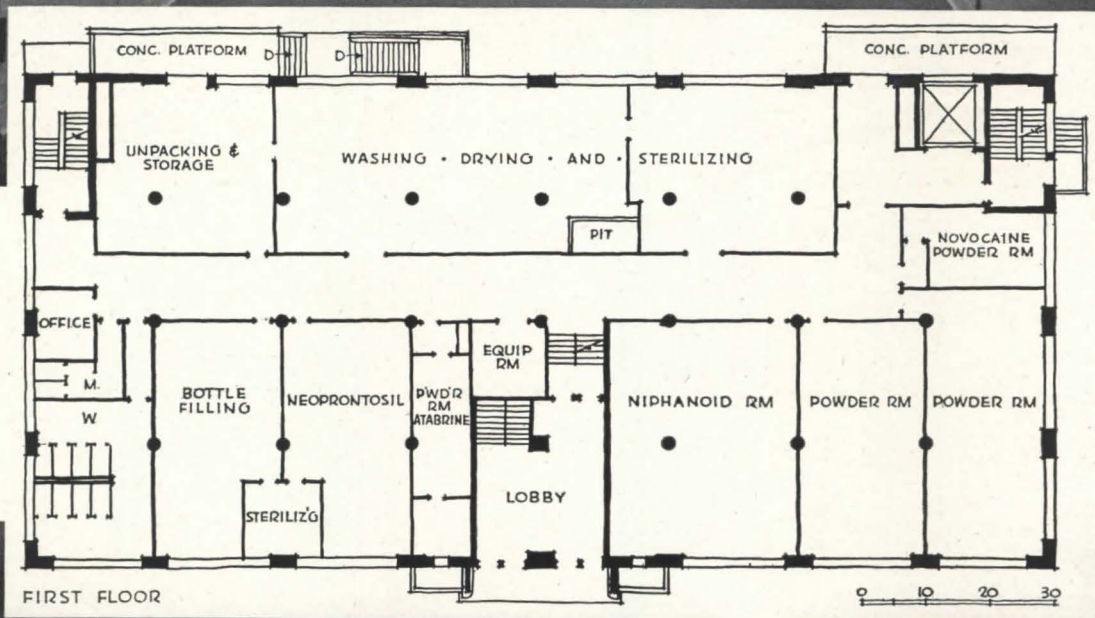 CONC. PLATFORM
D
D
CONC. PLATFORM
UNPACKING &
STORAGE
WASHING · DRYING · AND · STERILIZING
PIT
NOVOCAINE
POWDER RM
OFFICE
M.
W
BOTTLE
FILLING
NEOPRONTOSIL
PWD'R
RM
ATABRINE
EQUIP
RM
NIPHANOID RM
POWDER RM
POWDER RM
LOBBY
STERILIZ'G
FIRST FLOOR
0 10 20 30